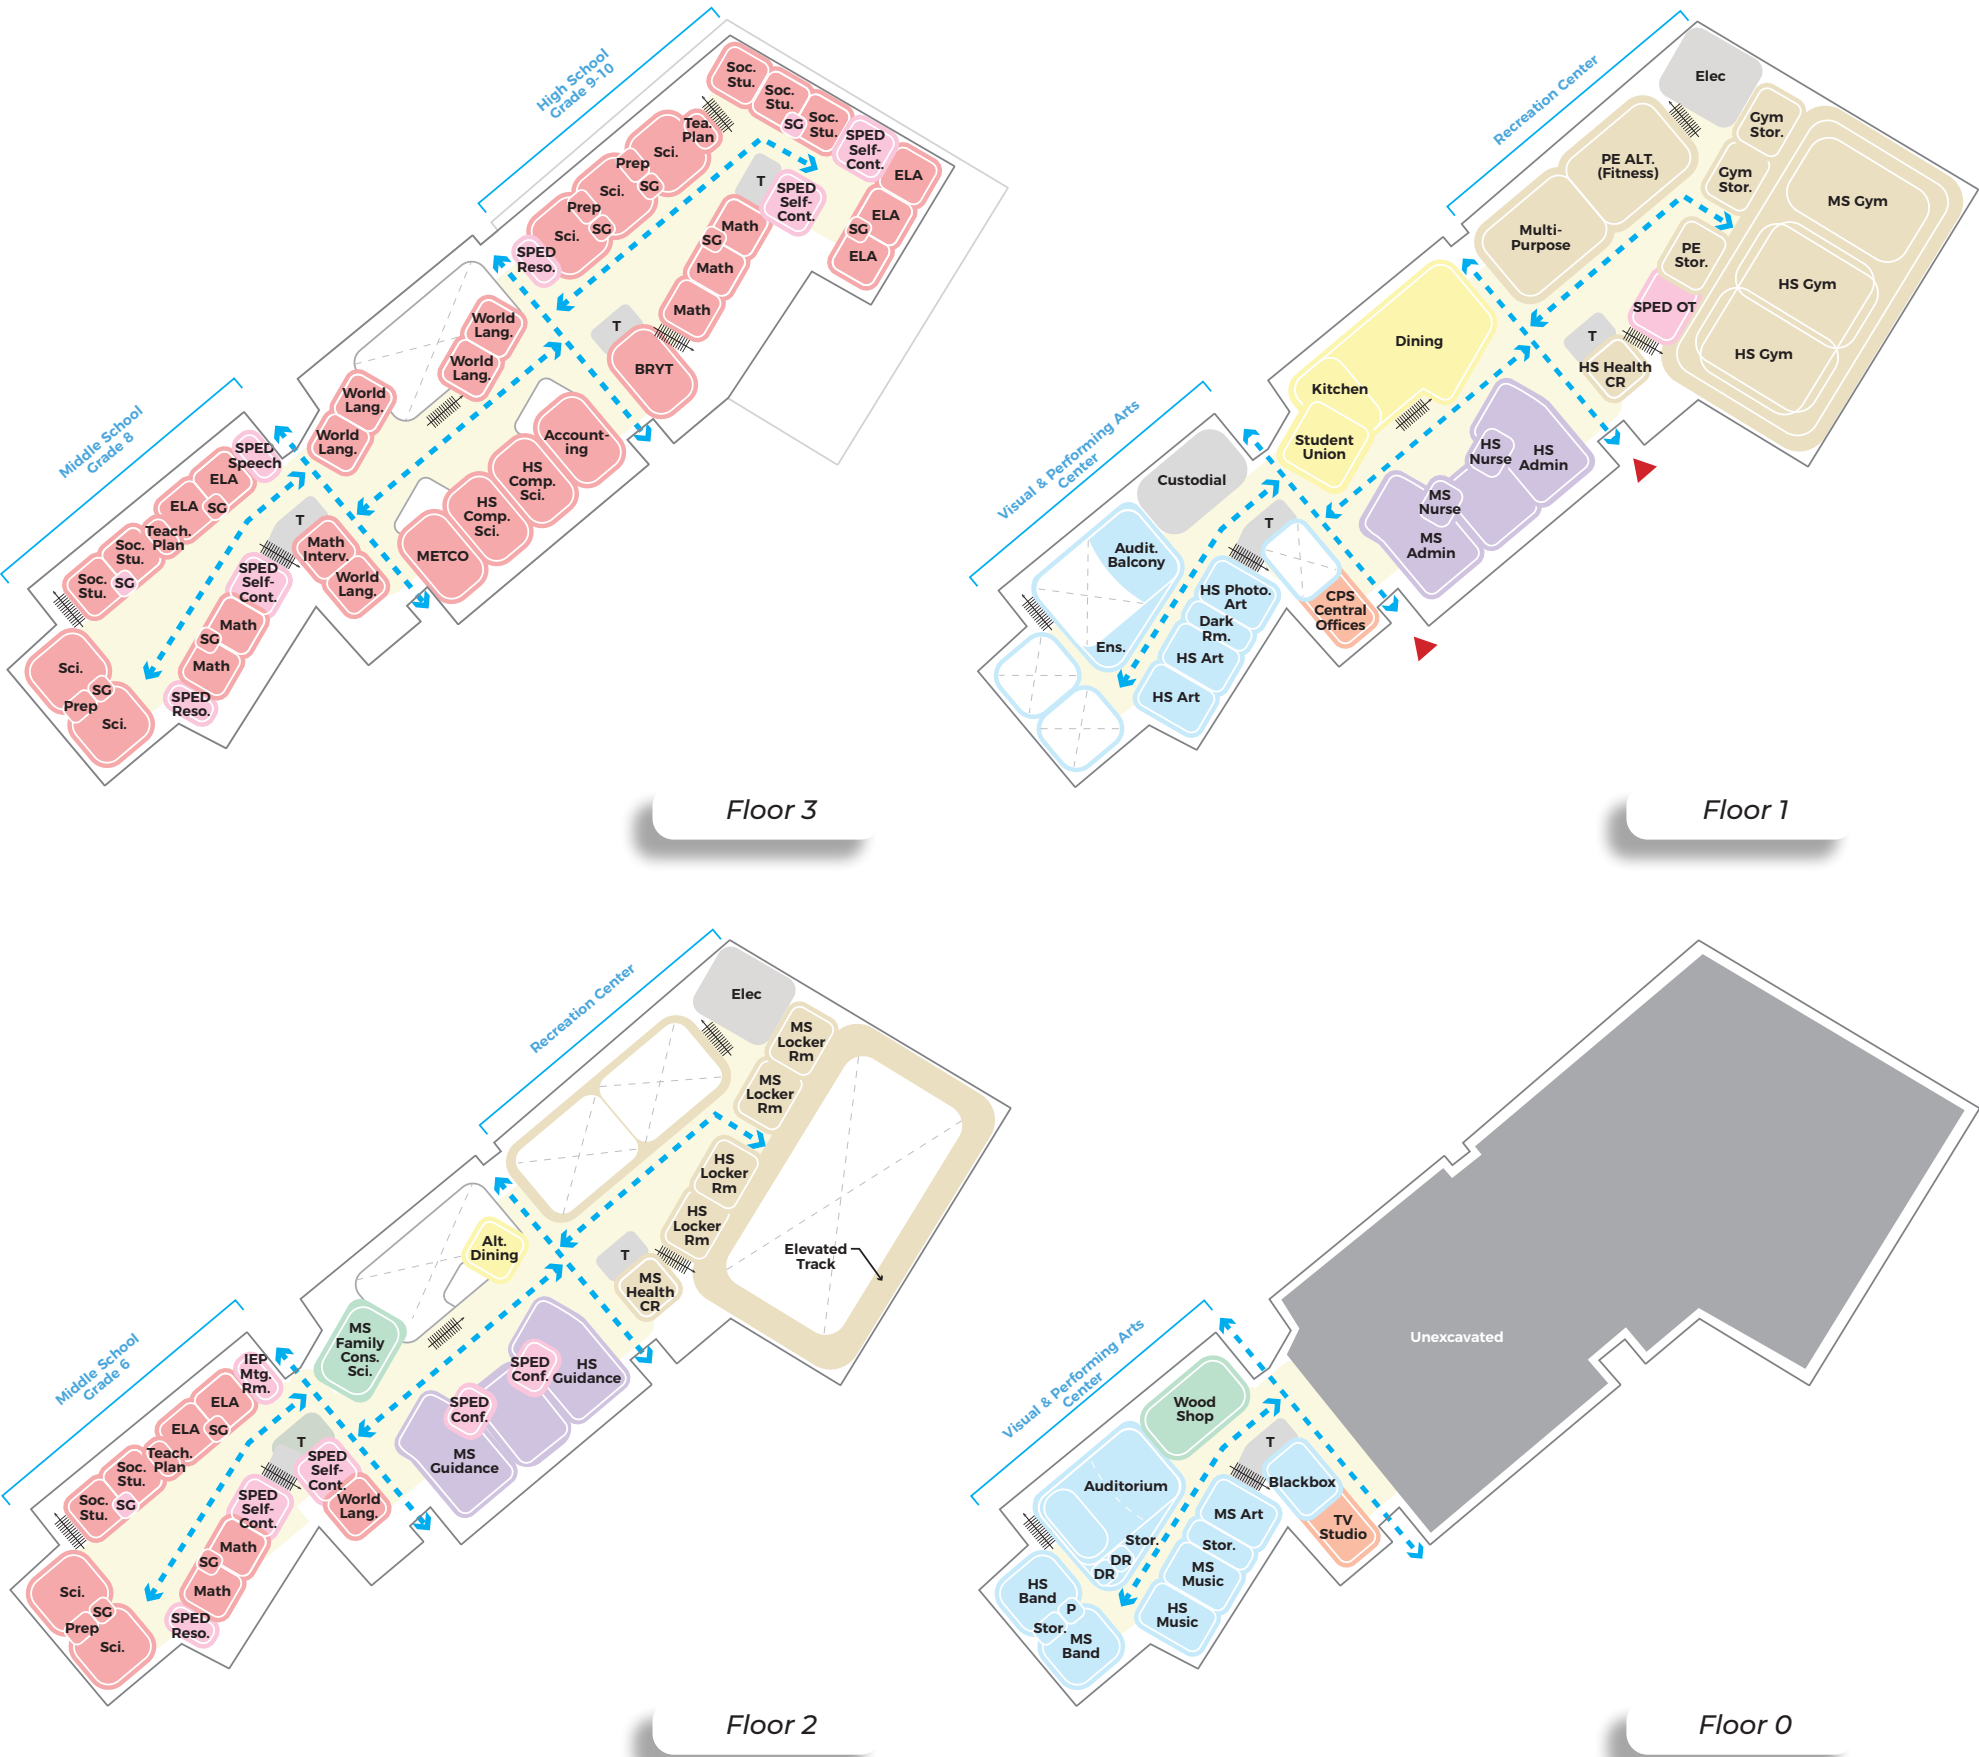 High School
Grade 9-10
Soc.
Stu.
Soc.
Stu.
SG
Soc.
Stu.
SPED
Self-
Cont.
ELA
ELA
SG
ELA
Tea.
Plan
Sci.
Prep
SG
Sci.
Prep
SG
Sci.
SPED
Reso.
T
SPED
Self-
Cont.
Math
SG
Math
Math
T
BRYT
World
Lang.
World
Lang.
World
Lang.
World
Lang.
Account-
ing
HS
Comp.
Sci.
HS
Comp.
Sci.
METCO
Middle School
Grade 8
SPED
Speech
ELA
ELA
SG
Teach.
Plan
Soc.
Stu.
SG
Soc.
Stu.
T
Math
Interv.
World
Lang.
SPED
Self-
Cont.
Math
SG
Math
SPED
Reso.
Sci.
SG
Prep
Sci.
Floor 3
Recreation Center
Elec
Gym
Stor.
Gym
Stor.
PE ALT.
(Fitness)
Multi-
Purpose
MS Gym
HS Gym
HS Gym
PE
Stor.
SPED OT
T
HS Health
CR
Dining
Kitchen
Student
Union
HS
Nurse
HS
Admin
MS
Nurse
MS
Admin
Visual & Performing Arts
Center
Custodial
Audit.
Balcony
Ens.
T
HS Photo.
Art
Dark
Rm.
HS Art
HS Art
CPS
Central
Offices
Floor 1
Recreation Center
Elec
MS
Locker
Rm
MS
Locker
Rm
HS
Locker
Rm
HS
Locker
Rm
Elevated
Track
T
MS
Health
CR
Alt.
Dining
MS
Family
Cons.
Sci.
SPED
Conf.
HS
Guidance
SPED
Conf.
MS
Guidance
Middle School
Grade 6
IEP
Mtg.
Rm.
ELA
ELA
SG
Teach.
Plan
Soc.
Stu.
SG
Soc.
Stu.
T
SPED
Self-
Cont.
World
Lang.
SPED
Self-
Cont.
Math
SG
Math
SPED
Reso.
Sci.
SG
Prep
Sci.
Floor 2
Unexcavated
Visual & Performing Arts
Center
Wood
Shop
Auditorium
Stor.
DR
DR
T
Blackbox
TV
Studio
MS Art
Stor.
MS
Music
HS
Music
HS
Band
P
Stor.
MS
Band
Floor 0